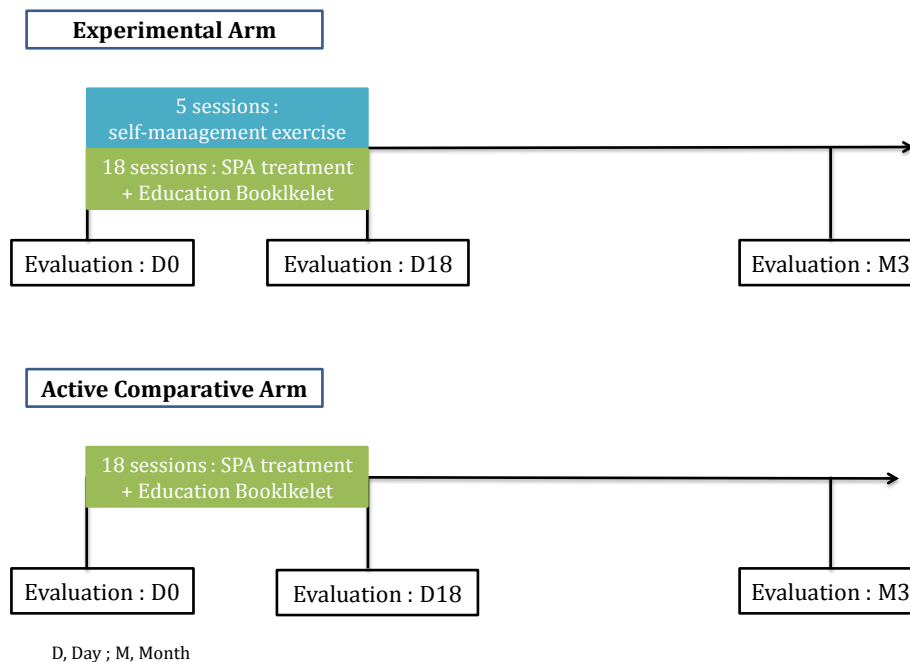 Experimental Arm
5 sessions :
self-management exercise
18 sessions : SPA treatment
+ Education Booklkelet
Evaluation : D0
Evaluation : D18
Evaluation : M3
Active Comparative Arm
18 sessions : SPA treatment
+ Education Booklkelet
Evaluation : D0
Evaluation : D18
Evaluation : M3
D, Day ; M, Month